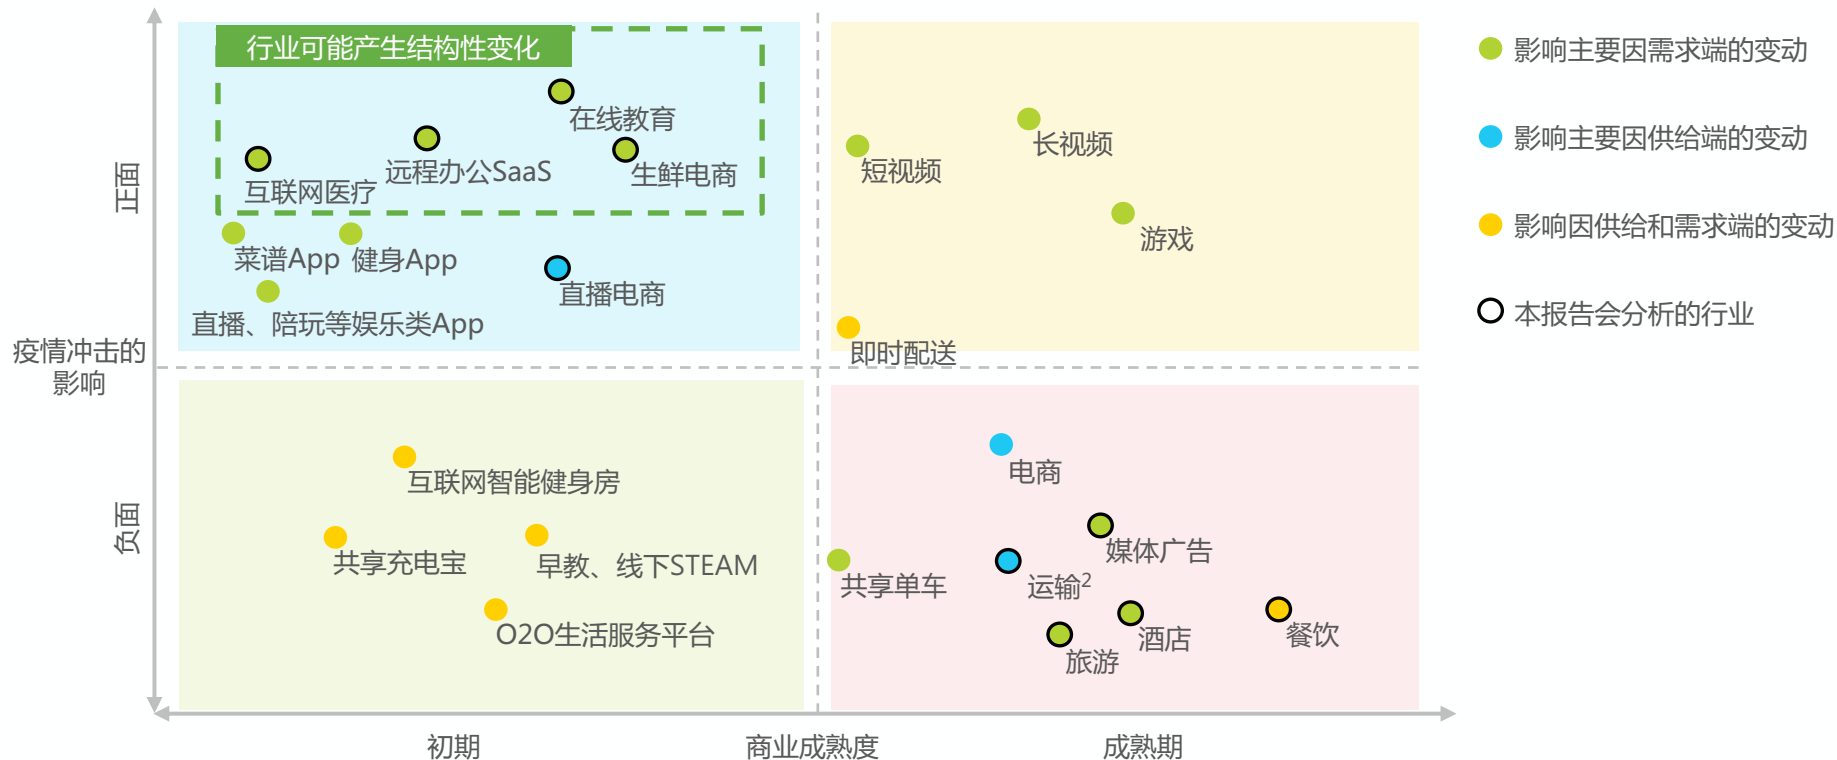 行业可能产生结构性变化
在线教育
远程办公SaaS
生鲜电商
互联网医疗
菜谱App
健身App
直播电商
直播、陪玩等娱乐类App
长视频
短视频
游戏
即时配送
正面
疫情冲击的
影响
负面
互联网智能健身房
共享充电宝
早教、线下STEAM
O2O生活服务平台
电商
媒体广告
共享单车
运输2
旅游
酒店
餐饮
初期
商业成熟度
成熟期
影响主要因需求端的变动
影响主要因供给端的变动
影响因供给和需求端的变动
本报告会分析的行业